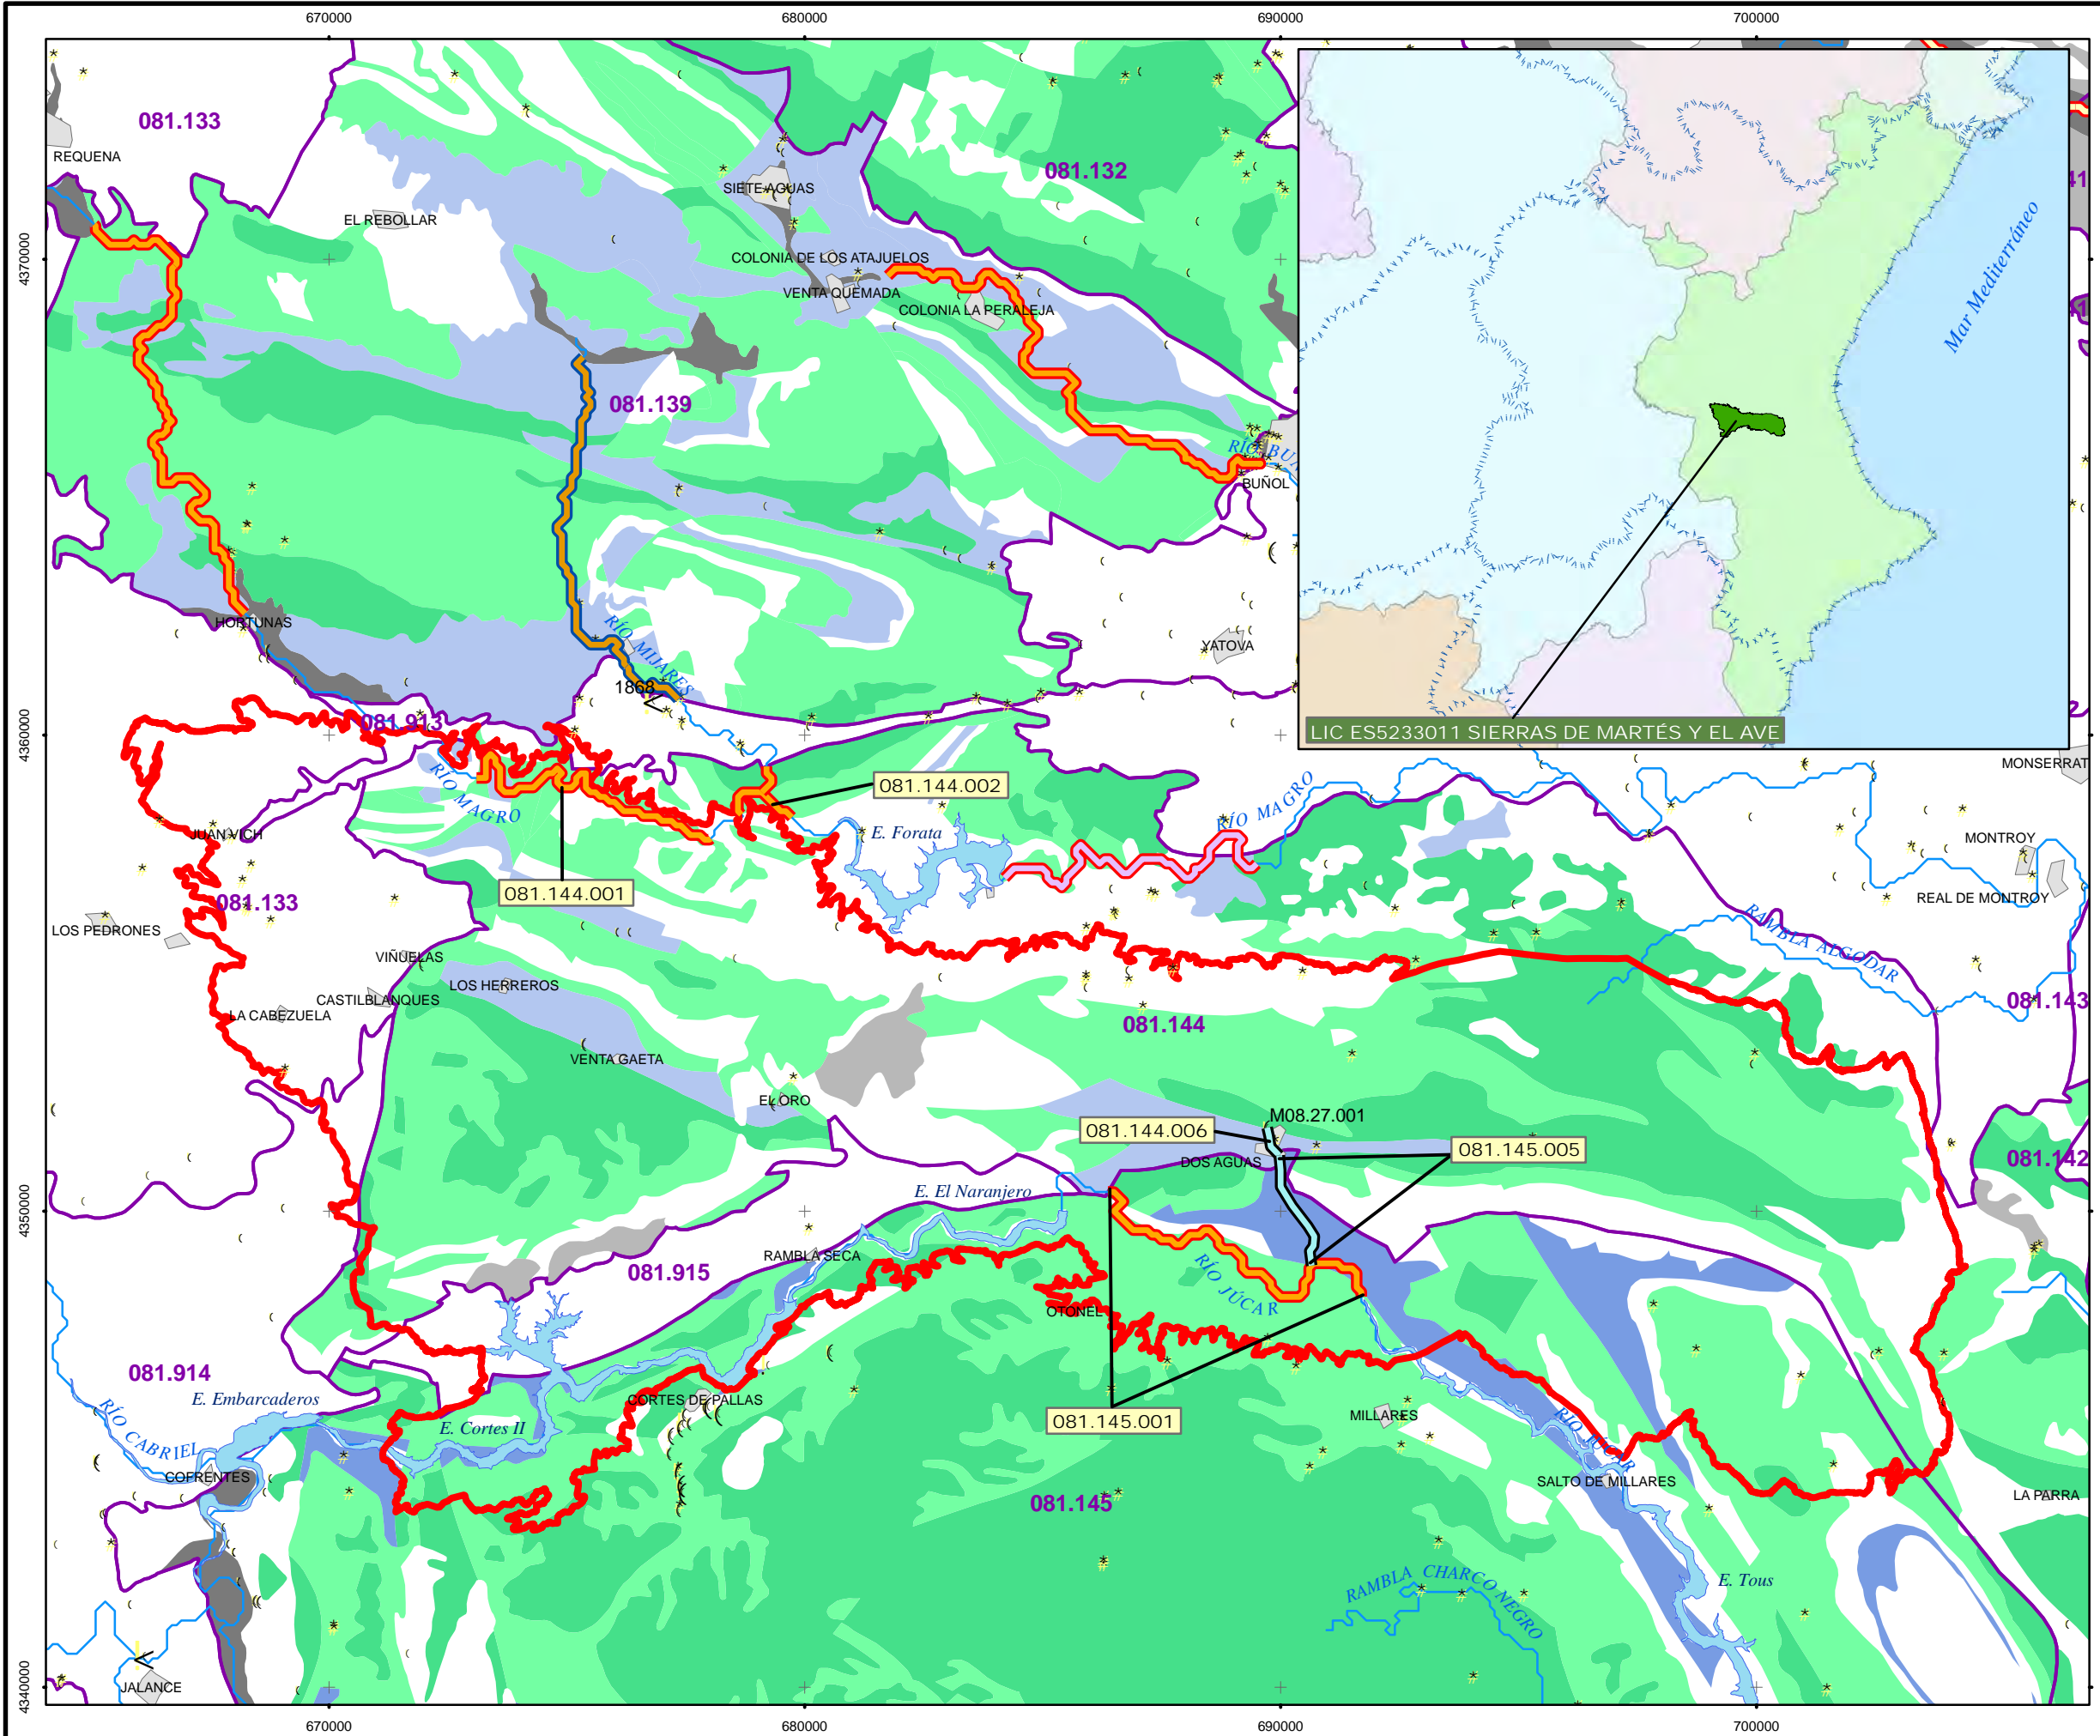 670000
680000
690000
700000
081.133
REQUENA
081.132
SIETE AGUAS
EL REBOLLAR
4370000
COLONIA DE LOS ATAJUELOS
VENTA QUEMADA
COLONIA LA PERALEJA
081.139
BUÑOL
HORTUNAS
RÍO MIJARES
YATOVA
1868
Mar Mediterráneo
LIC ES5233011 SIERRAS DE MARTÉS Y EL AVE
4360000
081.913
RÍO MAGRO
081.144.002
E. Forata
RÍO MAGRO
MONSERRAT
JUAN VICH
MONTROY
081.144.001
081.133
REAL DE MONTROY
LOS PEDRONES
RAMBLA ALGODAR
VIÑUELAS
LOS HERREROS
CASTILBLANQUES
LA CABEZUELA
081.143
081.144
VENTA GAETA
EL ORO
M08.27.001
081.144.006
081.145.005
DOS AGUAS
081.142
4350000
E. El Naranjero
RAMBLA SECA
081.915
RÍO JÚCAR
OTONEL
081.914
E. Embarcaderos
CORTES DE PALLAS
E. Cortes II
081.145.001
MILLARES
RÍO CABRIEL
RÍO JÚCAR
COFRENTES
SALTO DE MILLARES
081.145
LA PARRA
RAMBLA CHARCO NEGRO
E. Tous
JALANCE
4340000
670000
680000
690000
700000